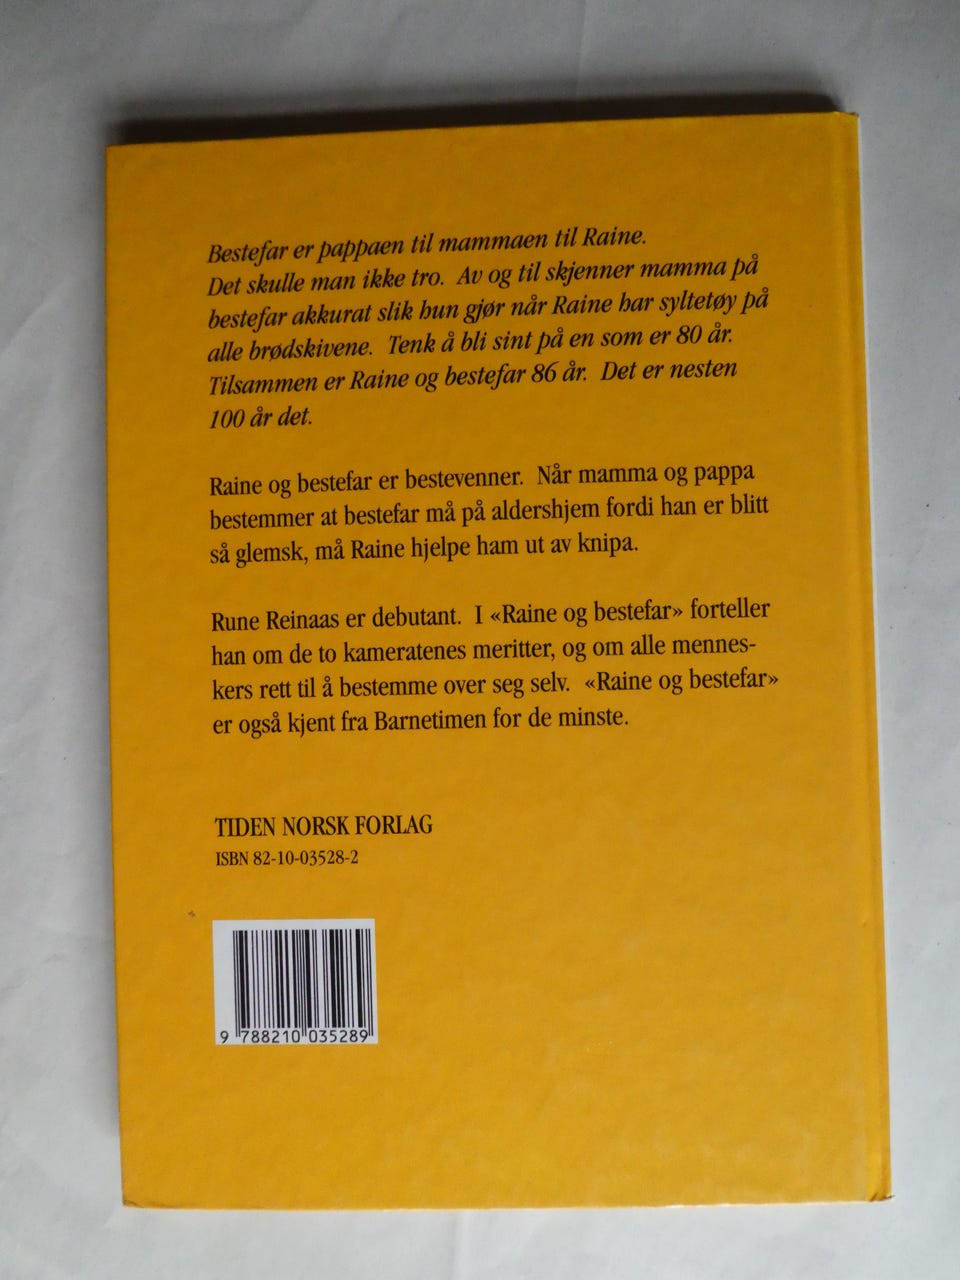 Bestefar er pappaen til mammaen til Raine.
Det skulle man ikke tro. Av og til skjenner mamma på
bestefar akkurat slik hun gjør når Raine har syltetøy på
alle brødskivene. Tenk å bli sint på en som er 80 år.
Tilsammen er Raine og bestefar 86 år. Det er nesten
100 år det.
Raine og bestefar er bestevenner. Når mamma og pappa
bestemmer at bestefar må på aldershjem fordi han er blitt
så glemsk, må Raine hjelpe ham ut av knipa.
Rune Reinaas er debutant. I «Raine og bestefar» forteller
han om de to kameratenes meritter, og om alle mennes-
kers rett til å bestemme over seg selv. «Raine og bestefar»
er også kjent fra Barnetimen for de minste.
TIDEN NORSK FORLAG
ISBN 82-10-03528-2
9 788210 035289